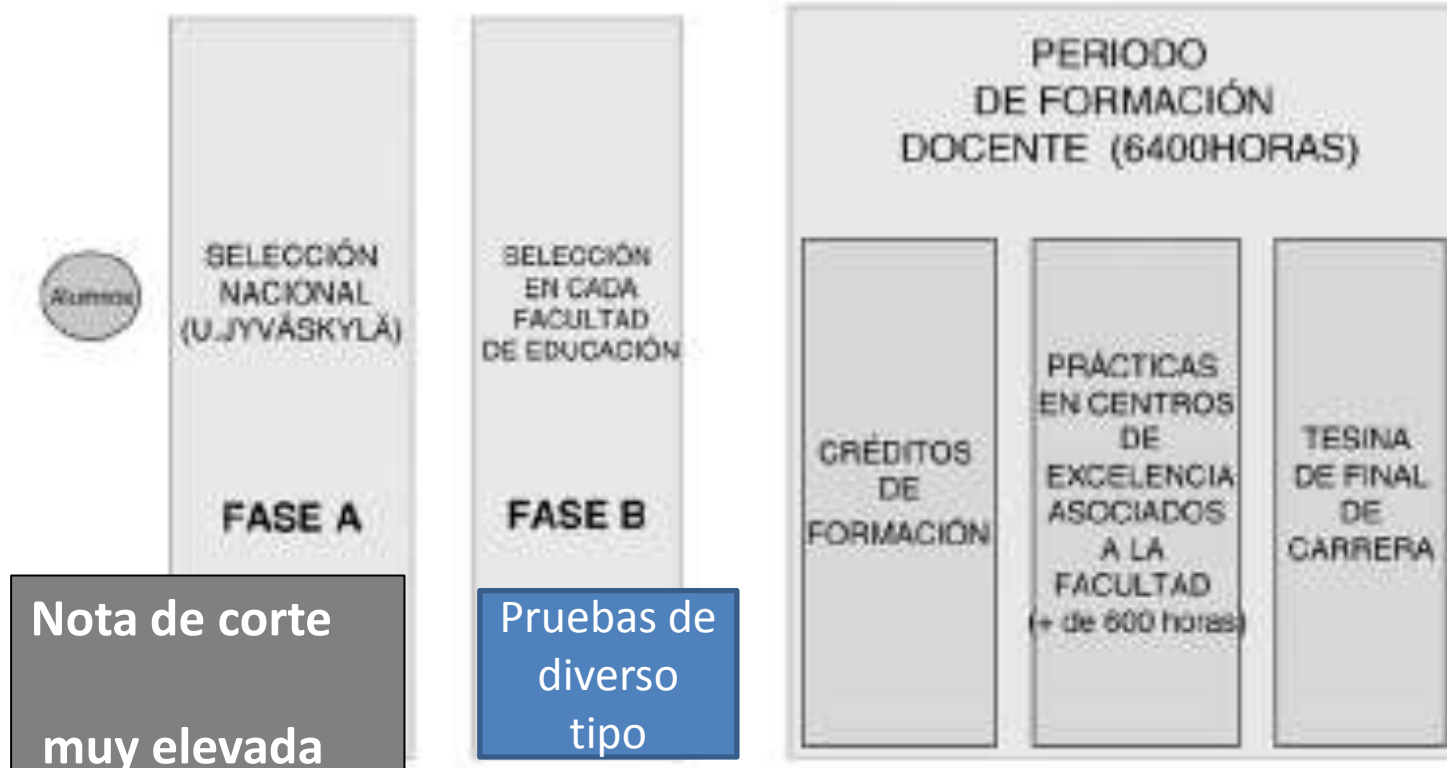 Alumnos
SELECCIÓN
NACIONAL
(U.JYVÄSKYLÄ)
FASE A
Nota de corte
muy elevada
SELECCIÓN
EN CADA
FACULTAD
DE EDUCACIÓN
FASE B
Pruebas de
diverso
tipo
PERIODO
DE FORMACIÓN
DOCENTE (6400HORAS)
CRÉDITOS
DE
FORMACIÓN
PRÁCTICAS
EN CENTROS
DE
EXCELENCIA
ASOCIADOS
A LA
FACULTAD
(+ de 600 horas)
TESINA
DE FINAL
DE
CARRERA